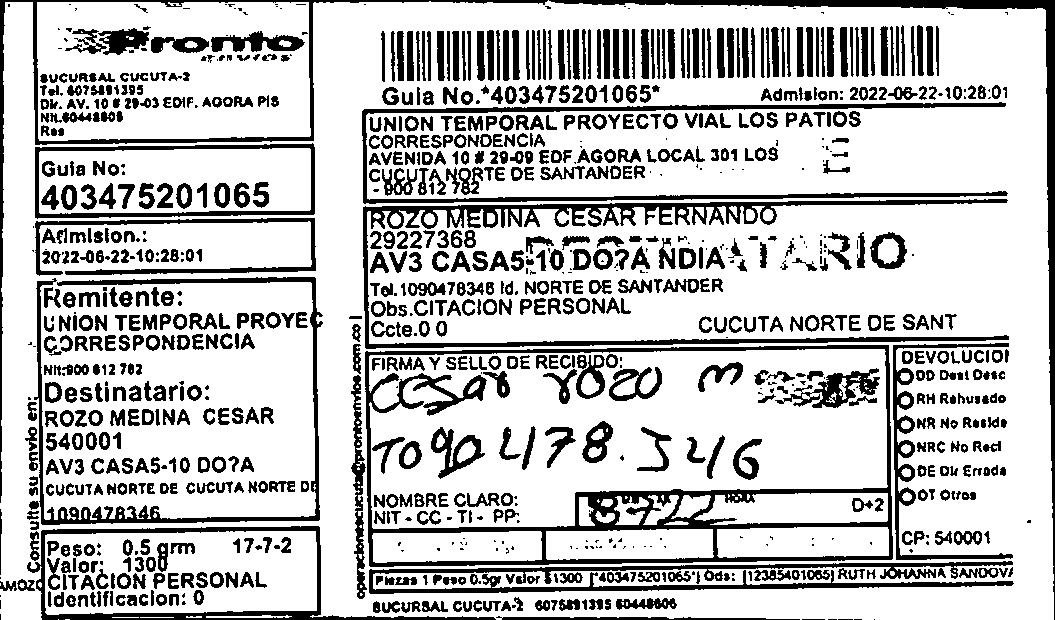 Pronto
envios
SUCURSAL CUCUTA-2
Tel. 6075891395
Dir. AV. 10 # 29-03 EDIF. AGORA PIS
Nit.60448606
Res
Guia No:
403475201065
Admision.:
2022-06-22-10:28:01
Remitente:
UNION TEMPORAL PROYEC
CORRESPONDENCIA
Nit:900 812 782
Destinatario:
ROZO MEDINA CESAR
540001
AV3 CASA5-10 DO?A
CUCUTA NORTE DE CUCUTA NORTE DE
1090478346
Peso: 0.5 grm 17-7-2
Valor: 1300
CITACION PERSONAL
Identificacion: 0
Consulte su envio en:
Guia No.*403475201065*
Admision: 2022-06-22-10:28:01
UNION TEMPORAL PROYECTO VIAL LOS PATIOS
CORRESPONDENCIA
AVENIDA 10 # 29-09 EDF.AGORA LOCAL 301 LOS
CUCUTA NORTE DE SANTANDER
- 900 812 782
ROZO MEDINA CESAR FERNANDO
29227368
DESTINATARIO
AV3 CASA5-10 DO?A NDIA
Tel.1090478346 Id. NORTE DE SANTANDER
Obs.CITACION PERSONAL
Ccte.0 0
CUCUTA NORTE DE SANT
operacionescucuta@prontoenvios.com.co
FIRMA Y SELLO DE RECIBIDO:
Cesar rozo m
1090478.346
NOMBRE CLARO:
NIT - CC - TI - PP:
HORA
8722
D+2
DEVOLUCION
DD Dest Desc
RH Rehusado
NR No Reside
NRC No Recl
DE Dir Errada
OT Otros
CP: 540001
Piezas 1 Peso 0.5gr Valor $1300 [*403475201065*] Ods: [12385401065] RUTH JOHANNA SANDOVA
SUCURSAL CUCUTA-2 6075891395 60448606